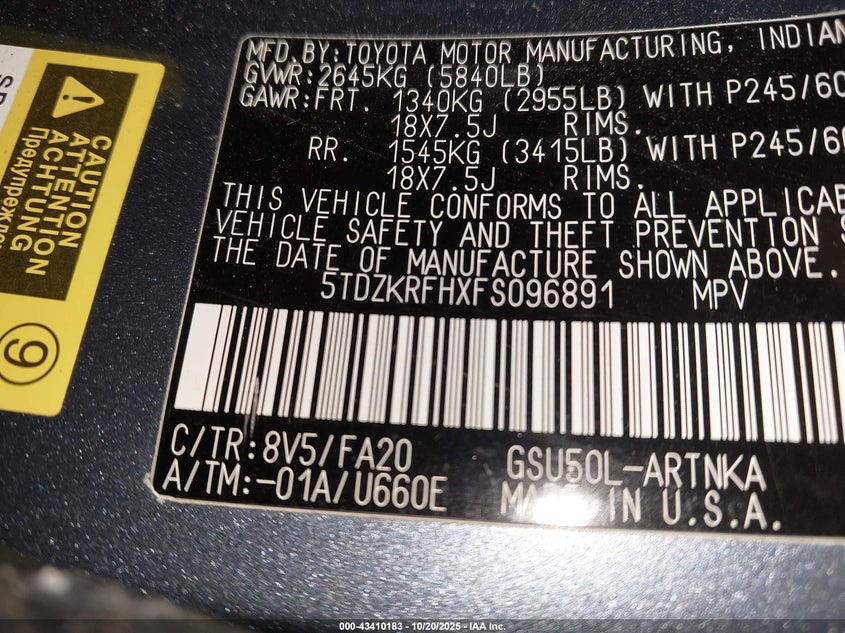 MFD.BY:TOYOTA MOTOR MANUFACTURING, INDIAN
GVWR:2645KG (5840LB)
GAWR:FRT. 1340KG (2955LB) WITH P245/60
18X7.5J RIMS.
RR. 1545KG (3415LB) WITH P245/60
18X7.5J RIMS.
THIS VEHICLE CONFORMS TO ALL APPLICAB
VEHICLE SAFETY AND THEFT PREVENTION S
THE DATE OF MANUFACTURE SHOWN ABOVE.
5TDZKRFHXFS096891 MPV
C/TR:8V5/FA20 GSU50L-ARTNKA
A/TM:-01A/U660E MADE IN U.S.A.
CAUTION
ATTENTION
ACHTUNG
9
000-43410183 - 10/20/2025 - IAA Inc.